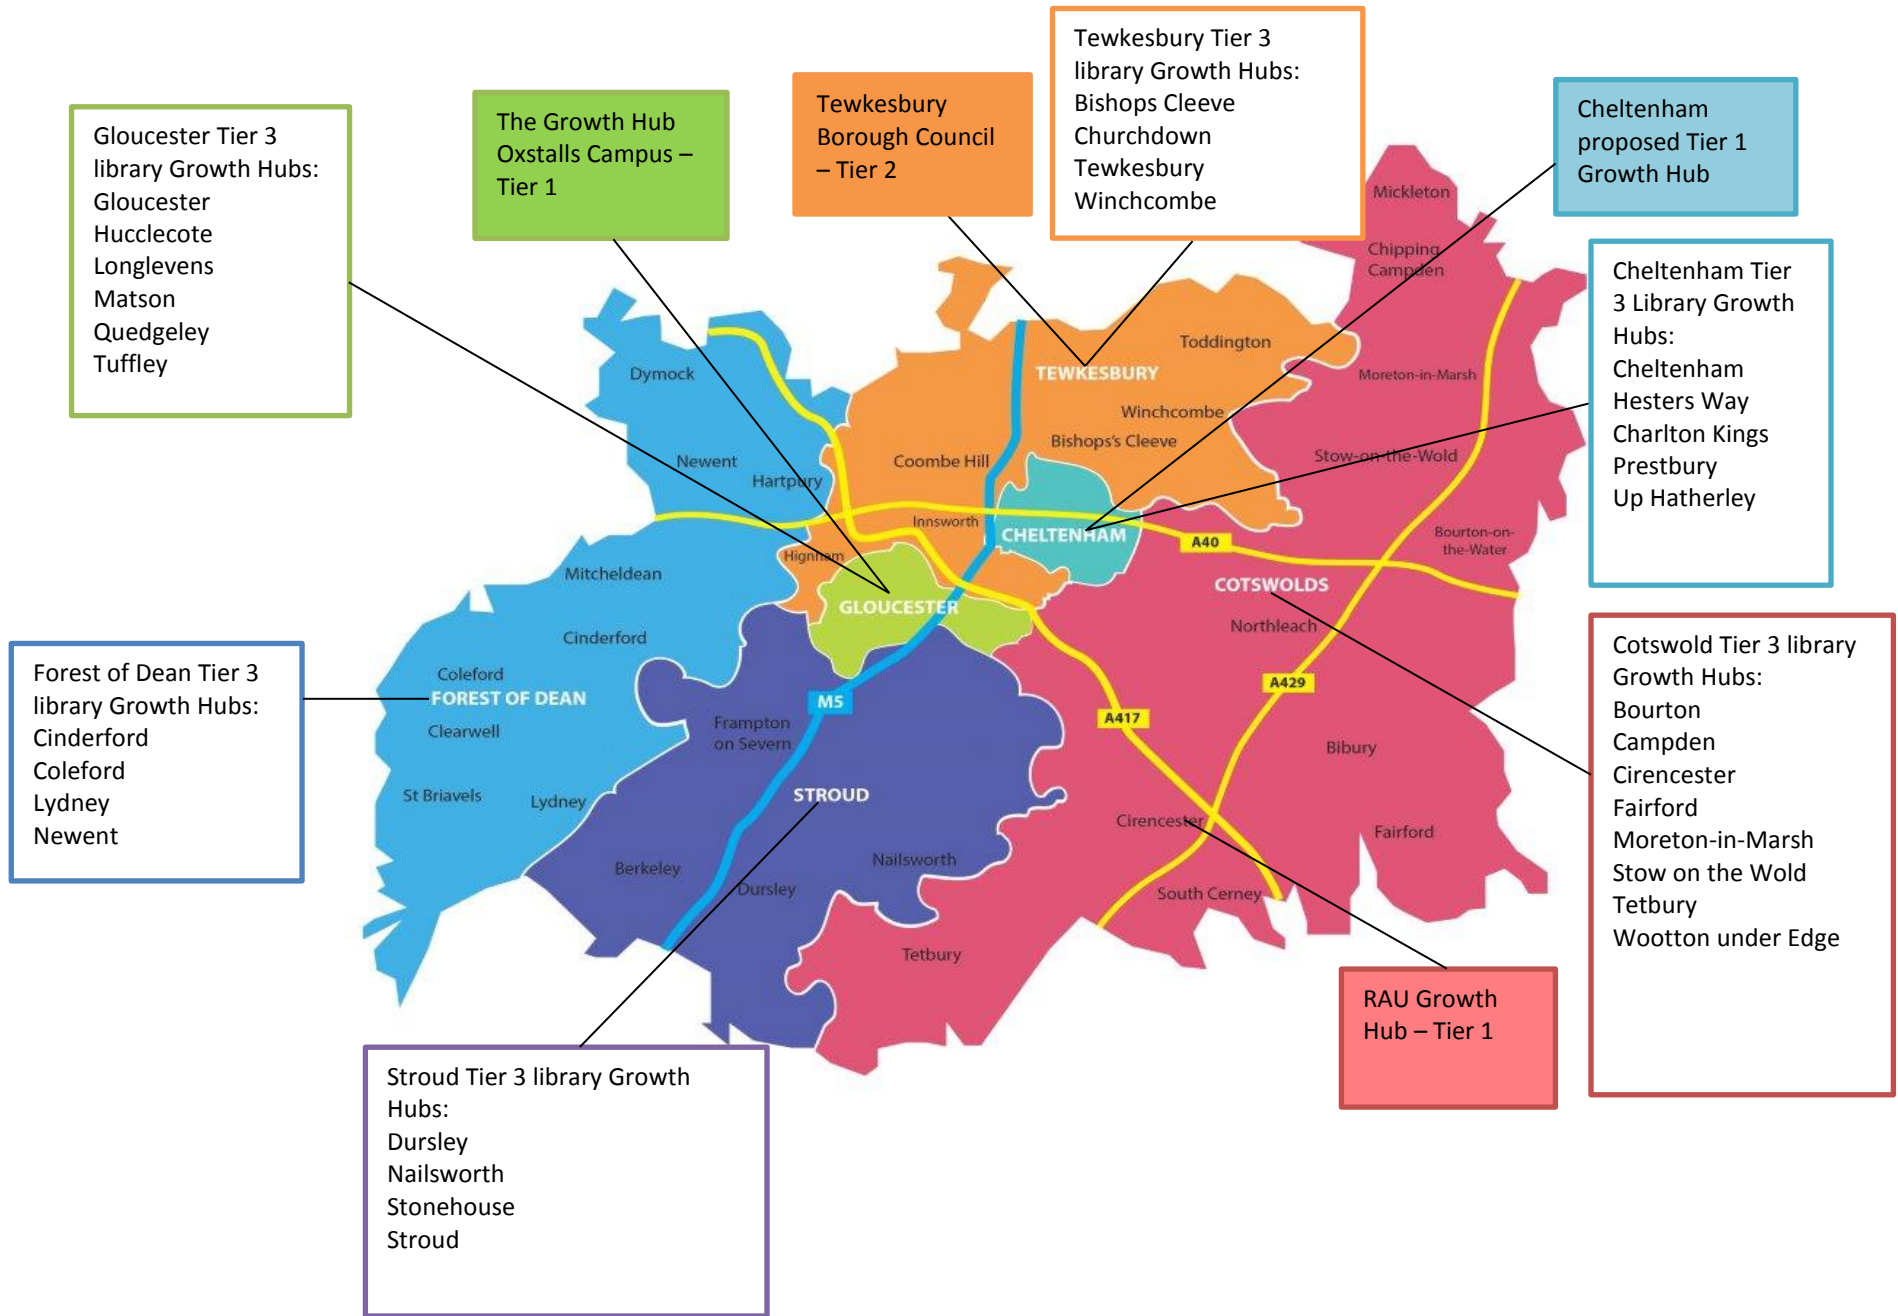 Tewkesbury Tier 3
library Growth Hubs:
Bishops Cleeve
Churchdown
Tewkesbury
Winchcombe
Tewkesbury
Borough Council
– Tier 2
Cheltenham
proposed Tier 1
Growth Hub
The Growth Hub
Oxstalls Campus –
Tier 1
Gloucester Tier 3
library Growth Hubs:
Gloucester
Hucclecote
Longlevens
Matson
Quedgeley
Tuffley
Cheltenham Tier
3 Library Growth
Hubs:
Cheltenham
Hesters Way
Charlton Kings
Prestbury
Up Hatherley
Mickleton
Chipping
Campden
Toddington
Dymock
TEWKESBURY
Moreton-in-Marsh
Winchcombe
Bishops's Cleeve
Stow-on-the-Wold
Newent
Coombe Hill
Hartpury
Innsworth
CHELTENHAM
A40
Bourton-on-
the-Water
Hignham
Mitcheldean
COTSWOLDS
GLOUCESTER
Northleach
Cinderford
Coleford
FOREST OF DEAN
A429
M5
A417
Clearwell
Frampton
on Severn
Bibury
St Briavels
Lydney
STROUD
Cirencester
Fairford
Nailsworth
Berkeley
Dursley
South Cerney
Tetbury
Forest of Dean Tier 3
library Growth Hubs:
Cinderford
Coleford
Lydney
Newent
Cotswold Tier 3 library
Growth Hubs:
Bourton
Campden
Cirencester
Fairford
Moreton-in-Marsh
Stow on the Wold
Tetbury
Wootton under Edge
RAU Growth
Hub – Tier 1
Stroud Tier 3 library Growth
Hubs:
Dursley
Nailsworth
Stonehouse
Stroud